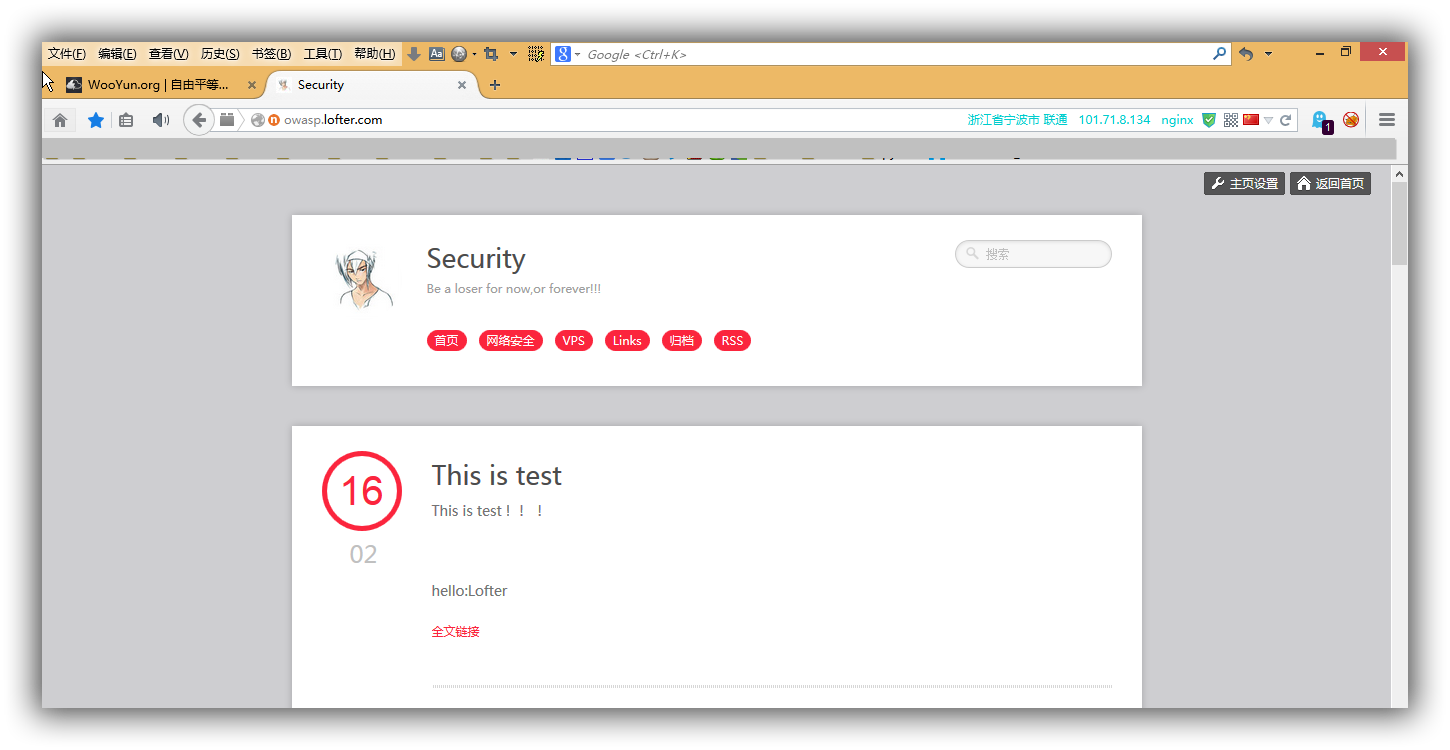 文件(F) 编辑(E) 查看(V) 历史(S) 书签(B) 工具(T) 帮助(H) Aa Google <Ctrl+K>
WooYun.org | 自由平等... Security
owasp.lofter.com 浙江省宁波市 联通 101.71.8.134 nginx 1
主页设置 返回首页
Security
搜索
Be a loser for now,or forever!!!
首页 网络安全 VPS Links 归档 RSS
16
02
This is test
This is test！！！
hello:Lofter
全文链接